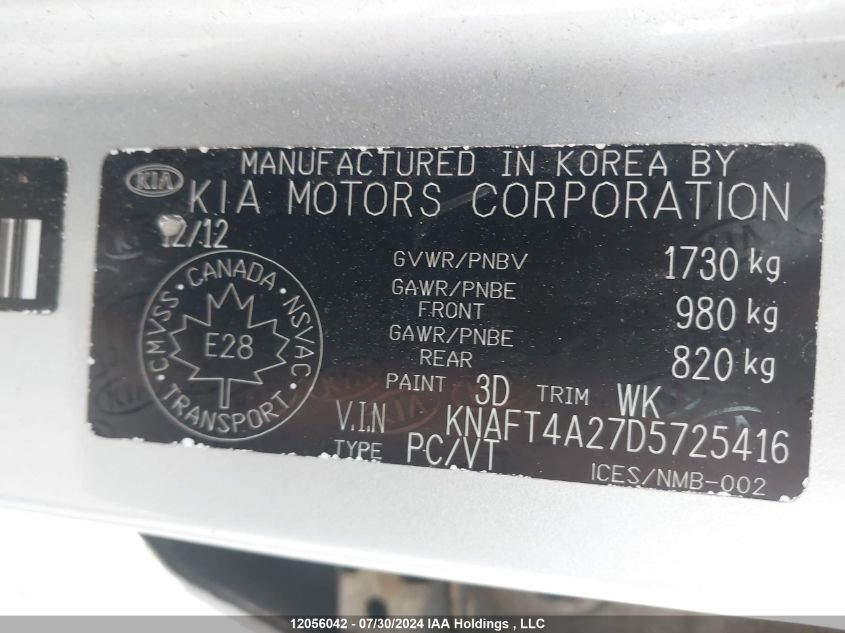 MANUFACTURED IN KOREA BY
KIA
KIA MOTORS CORPORATION
12/12
GVWR/PNBV 1730 kg
GAWR/PNBE FRONT 980 kg
GAWR/PNBE REAR 820 kg
PAINT 3D TRIM WK
V.I.N KNAFT4A27D5725416
TYPE PC/VT
ICES/NMB-002
CMVSS · CANADA · NSVAC · TRANSPORT
E28
12056042 - 07/30/2024 IAA Holdings , LLC